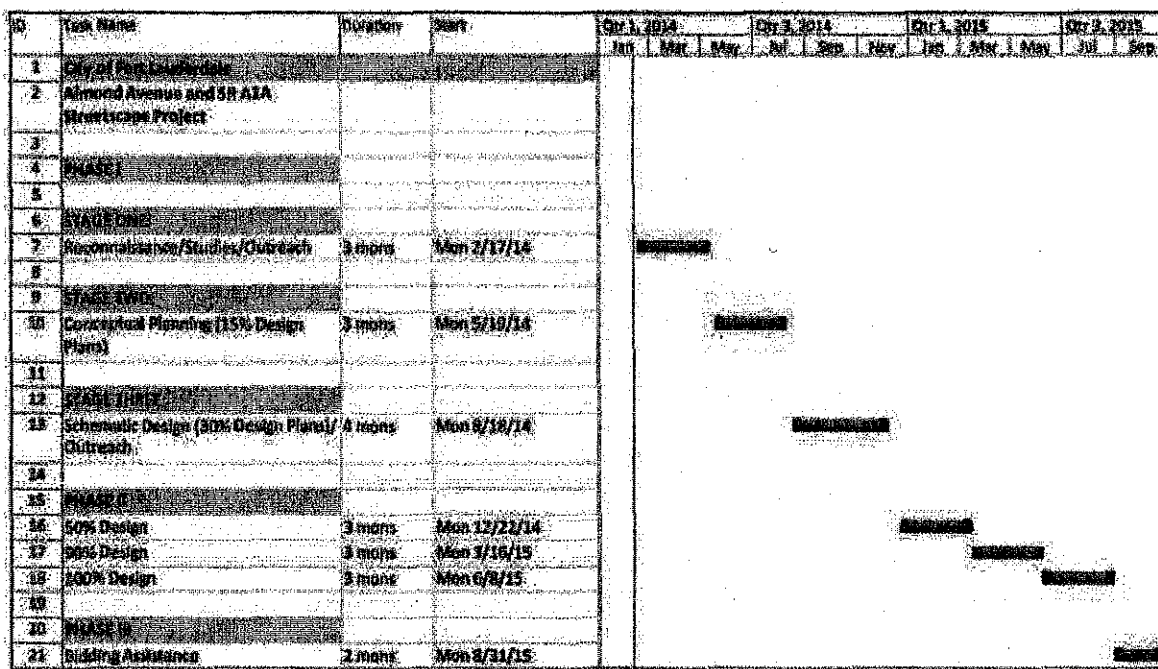 ID Task Name Duration Start Qtr 1, 2014 Qtr 3, 2014 Qtr 1, 2015 Qtr 3, 2015
Jan Mar May Jul Sep Nov Jan Mar May Jul Sep
1 City of Fort Lauderdale
2 Almond Avenue and SR A1A
Streetscape Project
3
4 PHASE I
5
6 STAGE ONE
7 Reconnaissance/Studies/Outreach 3 mons Mon 2/17/14
8
9 STAGE TWO
10 Conceptual Planning (15% Design 3 mons Mon 5/19/14
Plans)
11
12 STAGE THREE
13 Schematic Design (30% Design Plans)/ 4 mons Mon 8/18/14
Outreach
14
15 PHASE II
16 60% Design 3 mons Mon 12/22/14
17 90% Design 3 mons Mon 3/16/15
18 100% Design 3 mons Mon 6/8/15
19
20 PHASE III
21 Bidding Assistance 2 mons Mon 8/31/15